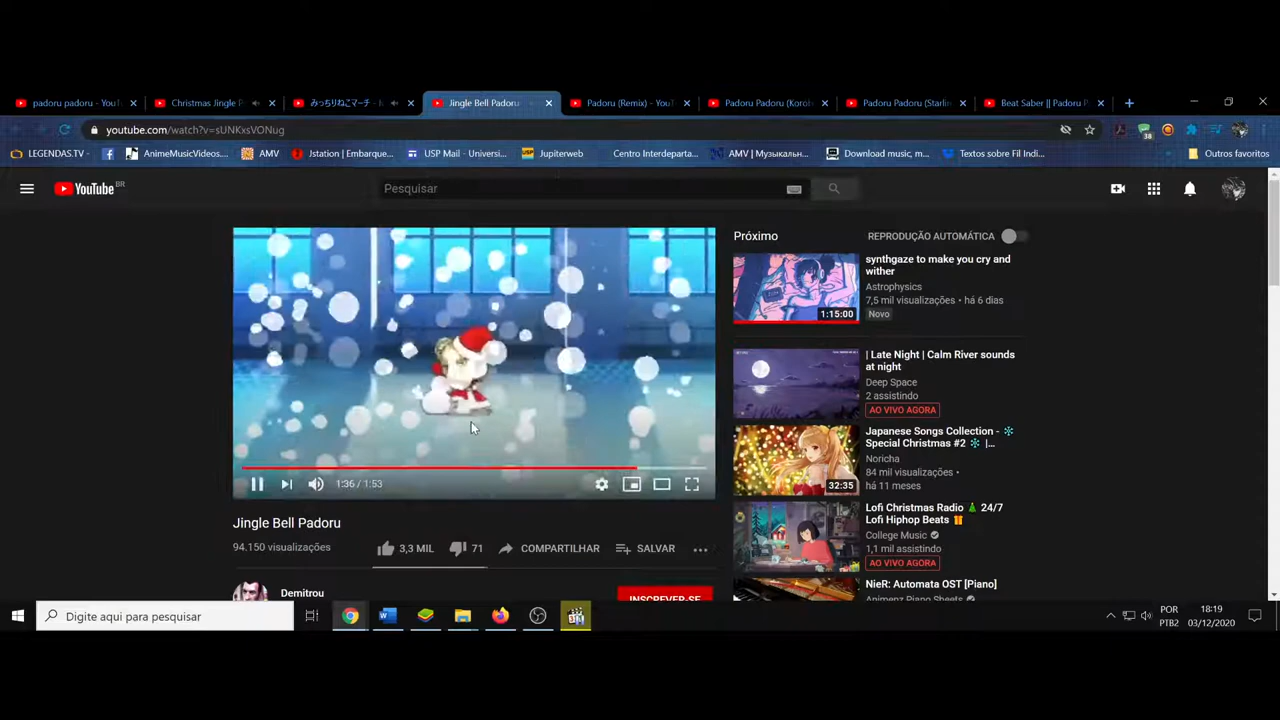 padoru padoru - YouT
Christmas Jingle P
みっちりねこマーチ - 
Jingle Bell Padoru
Padoru (Remix) - YouT
Padoru Padoru (Korob
Padoru Padoru (Starlin
Beat Saber || Padoru P
youtube.com/watch?v=sUNKxsVONug
38
LEGENDAS.TV -
AnimeMusicVideos....
AMV
Jstation | Embarque...
USP
USP Mail - Universi...
Jupiterweb
Centro Interdeparta...
AMV | Музыкальн...
Download music, m...
Textos sobre Fil Indi...
Outros favoritos
YouTube BR
Pesquisar
Próximo
REPRODUÇÃO AUTOMÁTICA
synthgaze to make you cry and
wither
Astrophysics
7,5 mil visualizações • há 6 dias
Novo
1:15:00
| Late Night | Calm River sounds
at night
Deep Space
2 assistindo
AO VIVO AGORA
Japanese Songs Collection - ❄
Special Christmas #2 ❄ |...
Noricha
84 mil visualizações •
há 11 meses
32:35
Lofi Christmas Radio 🎄 24/7
Lofi Hiphop Beats 🎁
College Music
1,1 mil assistindo
AO VIVO AGORA
NieR: Automata OST [Piano]
Animenz Piano Sheets
1:36 / 1:53
Jingle Bell Padoru
94.150 visualizações
3,3 MIL
71
COMPARTILHAR
SALVAR
Demitrou
INSCREVER-SE
Digite aqui para pesquisar
POR
PTB2
18:19
03/12/2020